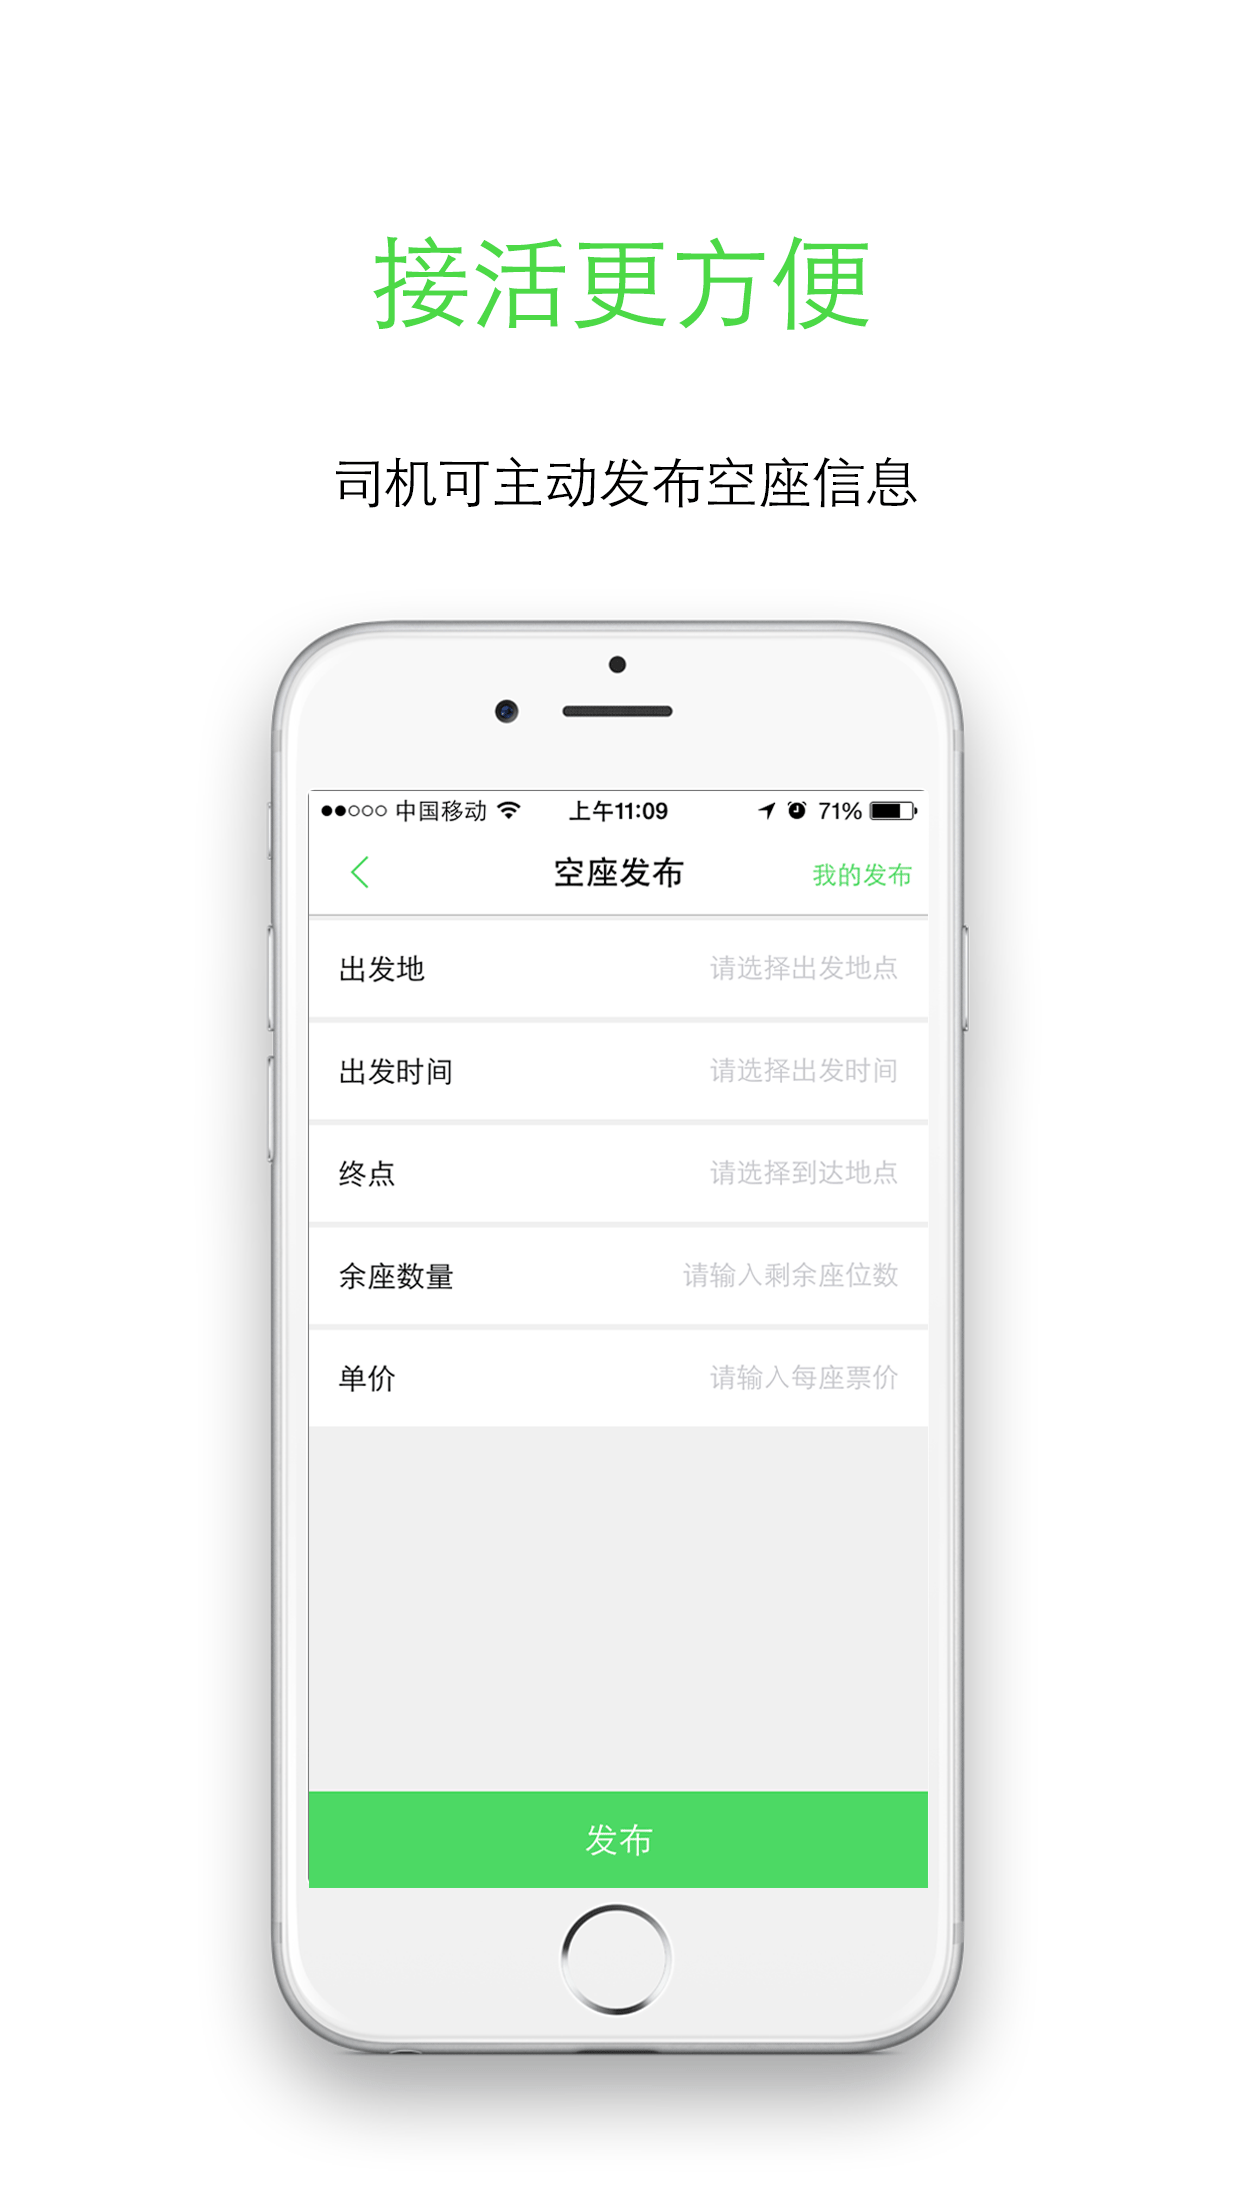 接活更方便
司机可主动发布空座信息
中国移动 上午11:09 71%
空座发布 我的发布
出发地 请选择出发地点
出发时间 请选择出发时间
终点 请选择到达地点
余座数量 请输入剩余座位数
单价 请输入每座票价
发布